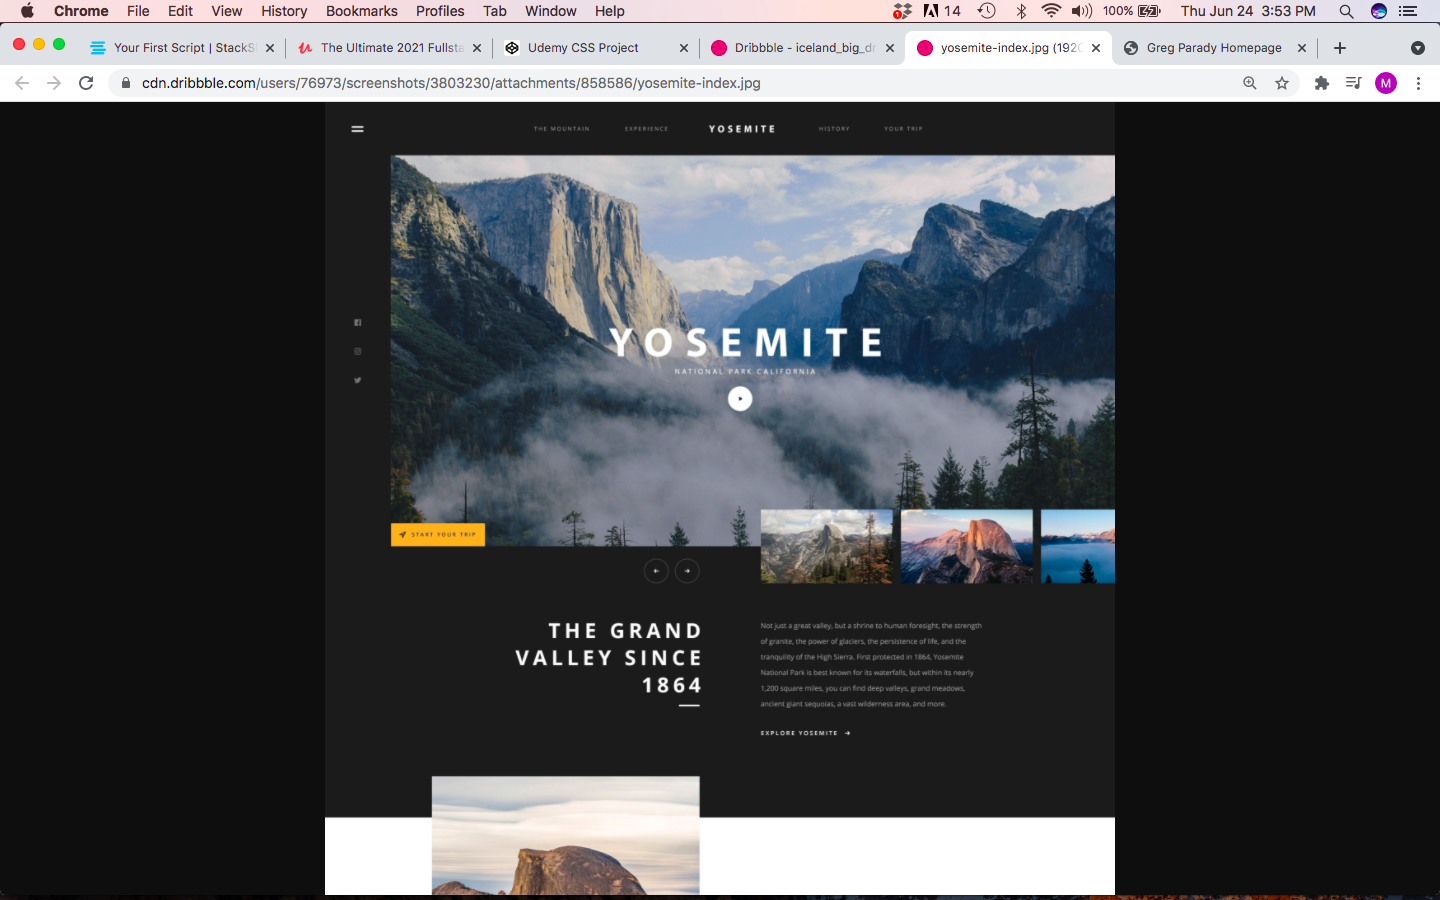 Chrome File Edit View History Bookmarks Profiles Tab Window Help 1 14 100% Thu Jun 24 3:53 PM
Your First Script | StackS The Ultimate 2021 Fullsta Udemy CSS Project Dribbble - iceland_big_dr yosemite-index.jpg (1920 Greg Parady Homepage
cdn.dribbble.com/users/76973/screenshots/3803230/attachments/858586/yosemite-index.jpg M
THE MOUNTAIN EXPERIENCE YOSEMITE HISTORY YOUR TRIP
YOSEMITE
NATIONAL PARK CALIFORNIA
START YOUR TRIP
THE GRAND
VALLEY SINCE
1864
Not just a great valley, but a shrine to human foresight, the strength
of granite, the power of glaciers, the persistence of life, and the
tranquility of the High Sierra. First protected in 1864, Yosemite
National Park is best known for its waterfalls, but within its nearly
1,200 square miles, you can find deep valleys, grand meadows,
ancient giant sequoias, a vast wilderness area, and more.
EXPLORE YOSEMITE